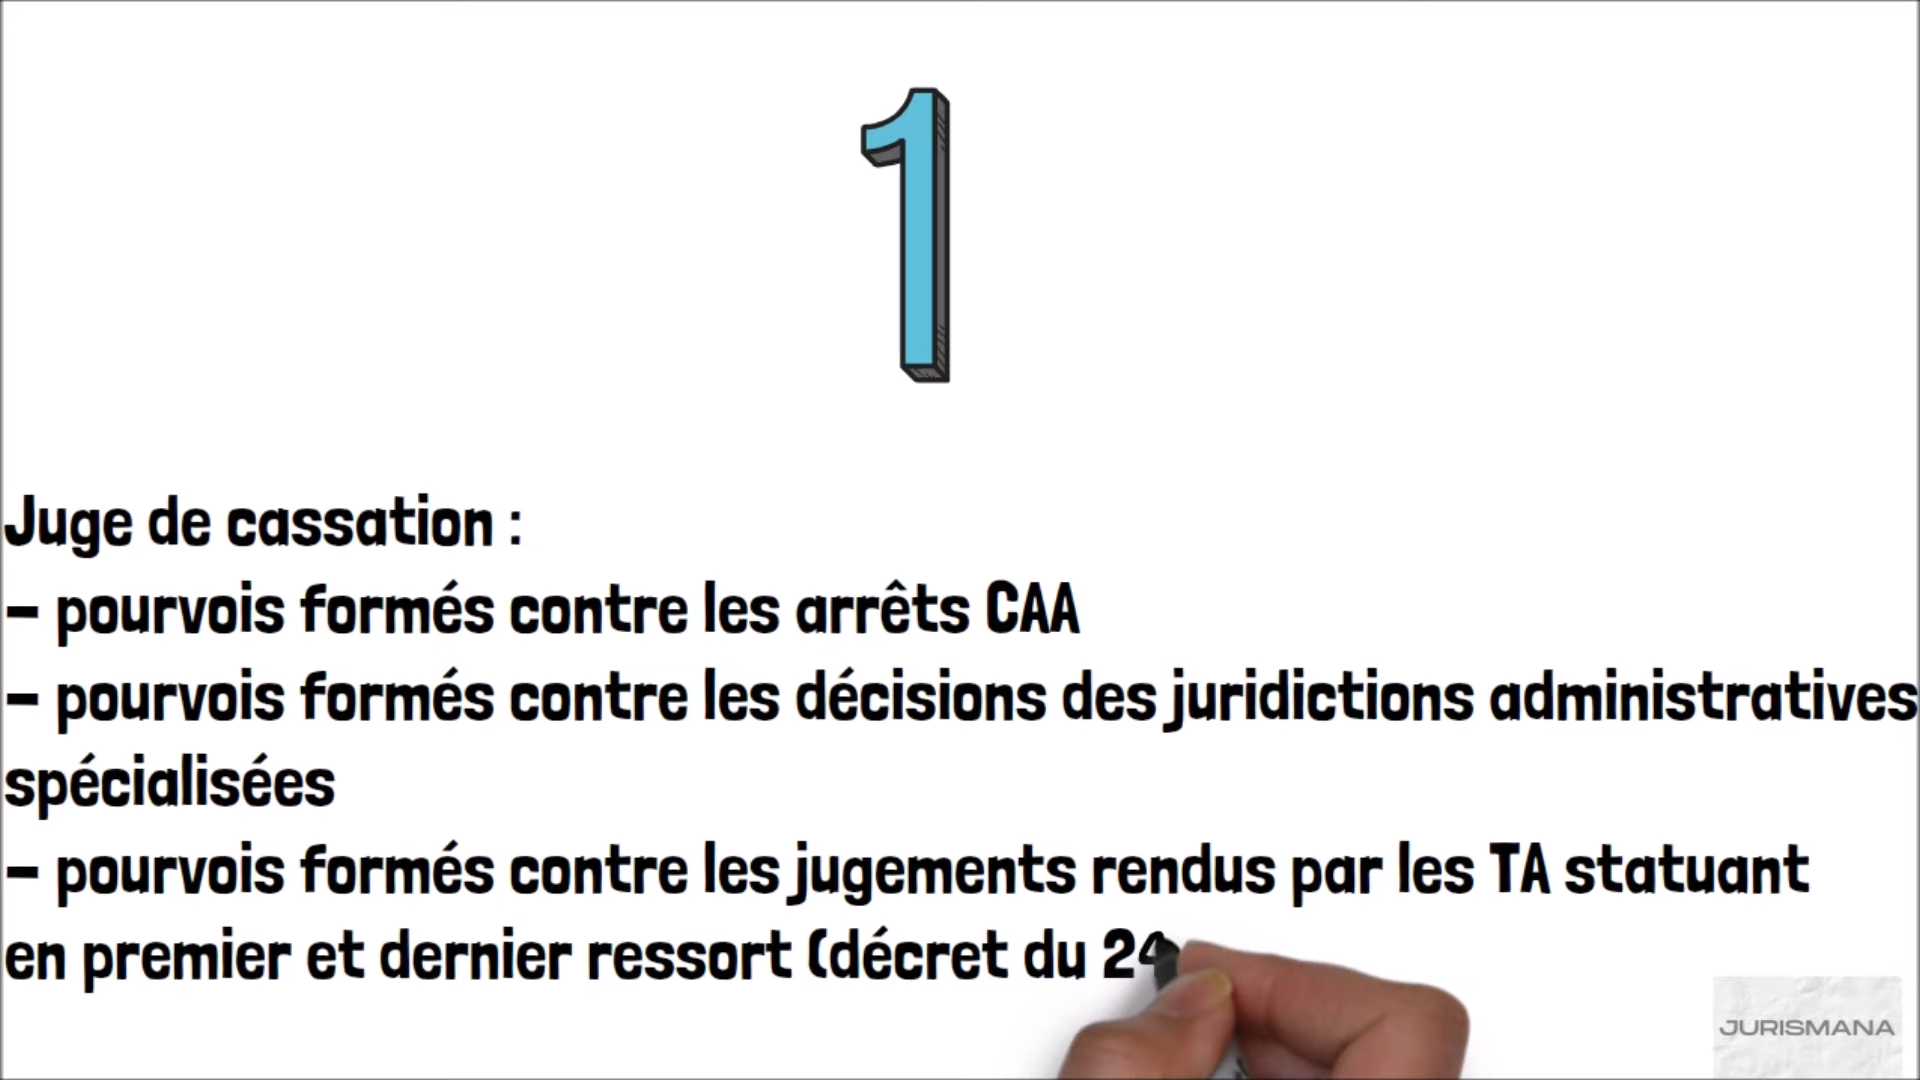 1
Juge de cassation :
– pourvois formés contre les arrêts CAA
– pourvois formés contre les décisions des juridictions administratives
spécialisées
– pourvois formés contre les jugements rendus par les TA statuant
en premier et dernier ressort (décret du
JURISMANA